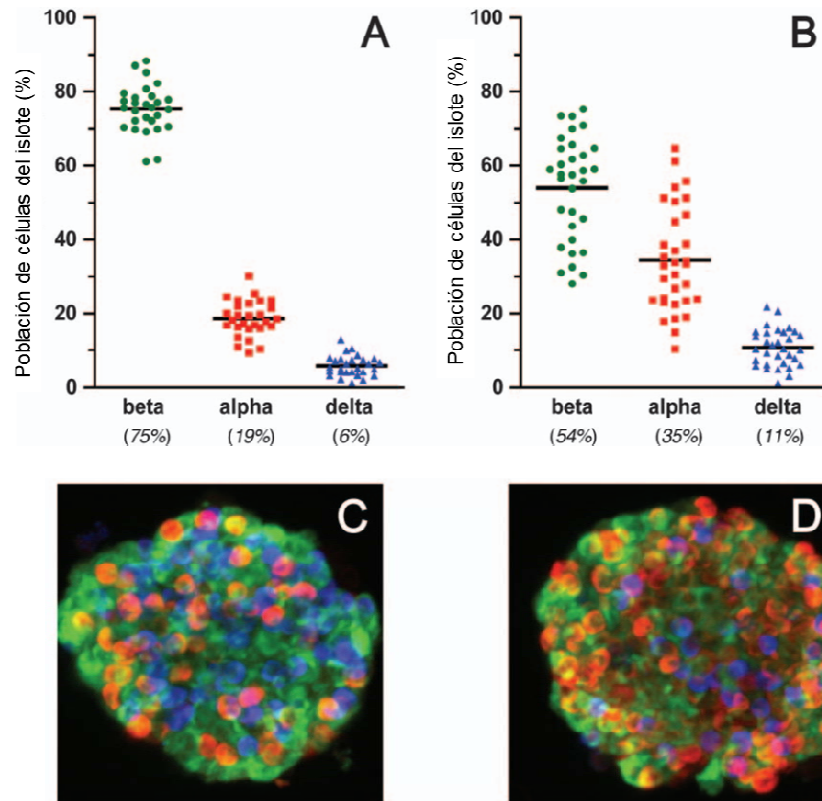 A
Población de células del islote (%)
100
80
60
40
20
0
beta alpha delta
(75%) (19%) (6%)
B
Población de células del islote (%)
100
80
60
40
20
0
beta alpha delta
(54%) (35%) (11%)
C
D